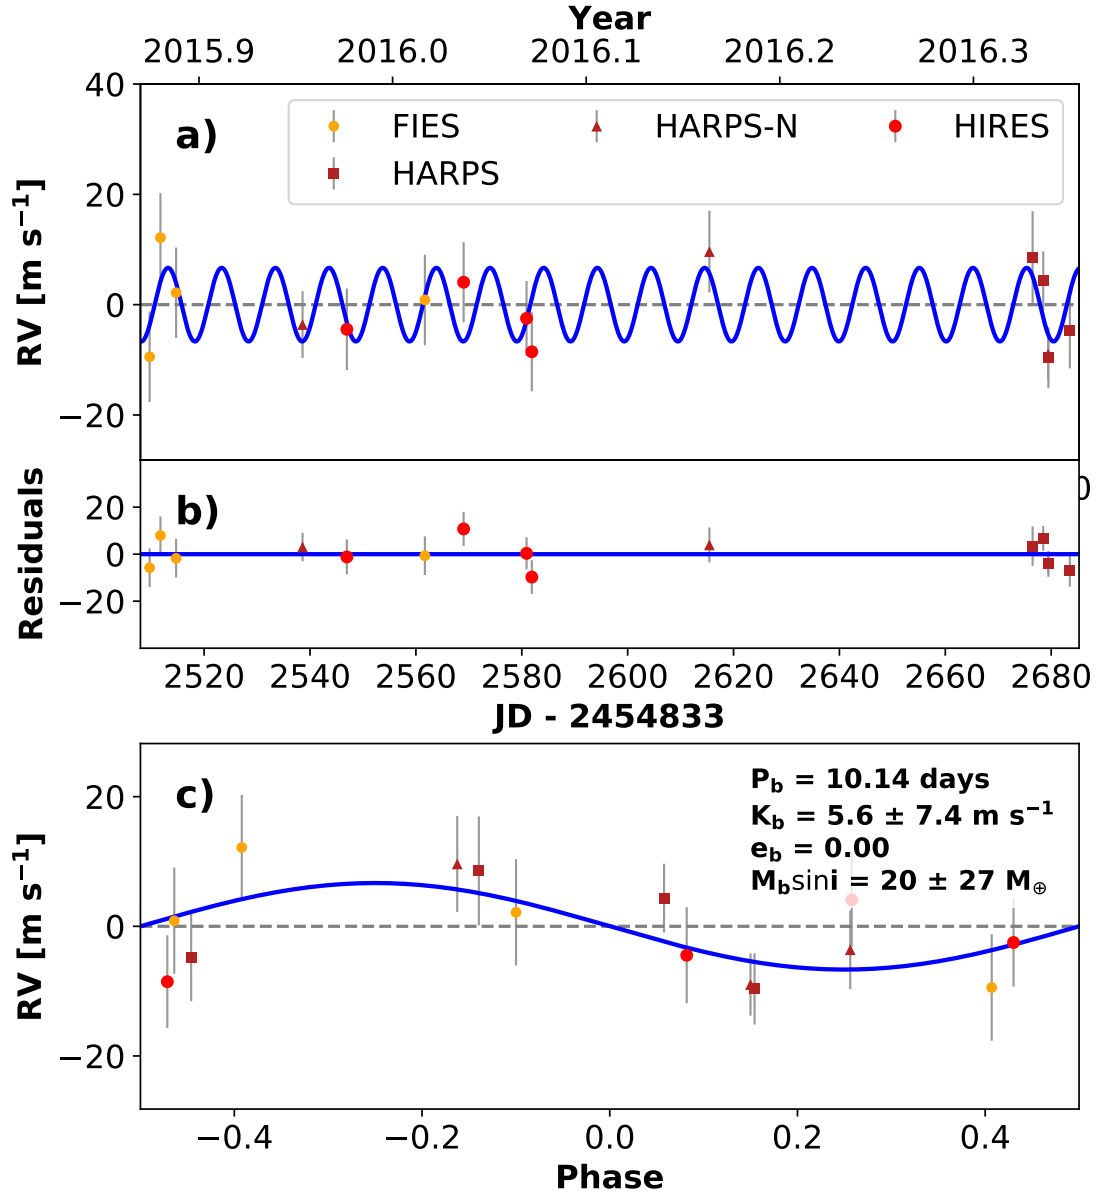 Year
2015.9 2016.0 2016.1 2016.2 2016.3
a)
FIES HARPS-N HIRES
HARPS
40
20
0
−20
RV [m s⁻¹]
b)
0
20
0
−20
Residuals
2520 2540 2560 2580 2600 2620 2640 2660 2680
JD - 2454833
c)
P_b = 10.14 days
K_b = 5.6 ± 7.4 m s⁻¹
e_b = 0.00
M_b sin i = 20 ± 27 M_⊕
20
0
−20
RV [m s⁻¹]
−0.4 −0.2 0.0 0.2 0.4
Phase